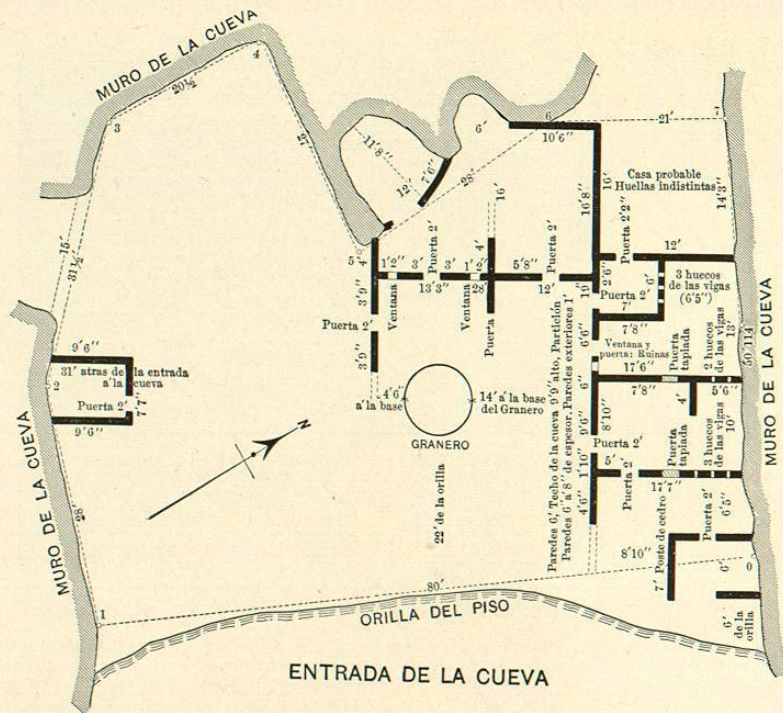 MURO DE LA CUEVA
4
20½'
3
27'
11'8"
12"
7'6"
6'
28'
6
10'6"
21'
7
Casa probable
Huellas indistintas
14'3"
16'
16'8"
Puerta 2'2"
12'
15'
31½'
5
4'
1'2"
3'
Puerta 2'
3'
1'2"
4'
16'
5'8"
Puerta 2'
12'
19'
2'6"
Puerta 2'
7'
6'
3 huecos
de las vigas
(6'5")
3'9"
Ventana
13'3"
Ventana
28'
Puerta
Puerta 2'
3'9"
6'6"
7'8"
Ventana y
puerta: Ruinas
17'6"
Puerta
tapiada
2 huecos
de las vigas
13'
50'114'
MURO DE LA CUEVA
9'6"
31' atras de la entrada
a la cueva
2
Puerta 2'
7'7"
9'6"
4'6"
a' la base
14' a' la base
del Granero
GRANERO
22' de la orilla
Paredes 6', Techo de la cueva 9'9" alto, Partición
Paredes 6" a' 8" de espesor, Paredes exteriores 1'
7'8"
4'
5'6"
9'6"
8'10"
Puerta 2'
Puerta
tapiada
3 huecos
de las vigas
10'
1'10"
5'
Puerta 2'
17'7"
4'6"
Poste de cedro
7'
Puerta 2'
6'5"
8'10"
6'
0
6'
de la
orilla
N
MURO DE LA CUEVA
28'
1
80'
ORILLA DEL PISO
ENTRADA DE LA CUEVA